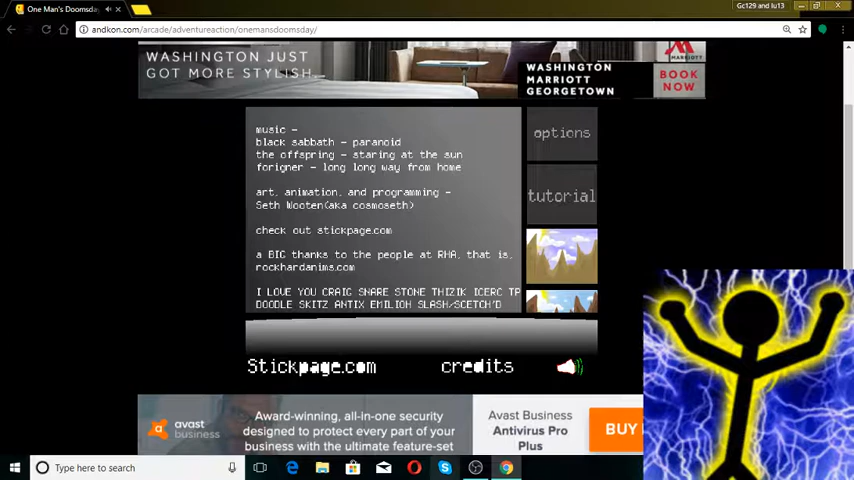 One Man's Doomsday
Gc129 and lu13
andkon.com/arcade/adventureaction/onemansdoomsday/
WASHINGTON JUST
GOT MORE STYLISH.
WASHINGTON
MARRIOTT
GEORGETOWN
MARRIOTT
BOOK
NOW
music -
black sabbath - paranoid
the offspring - staring at the sun
forigner - long long way from home
art, animation, and programming -
Seth Wooten(aka cosmoseth)
check out stickpage.com
a BIG thanks to the people at RHA, that is,
rockhardanims.com
I LOVE YOU CRAIC SNARE STONE THIZIK ICERC TP
DOODLE SKITZ ANTIX EMILIOH SLASH/SCETCH'D
options
tutorial
Stickpage.com
credits
avast
business
Award-winning, all-in-one security
designed to protect every part of your
business with the ultimate feature-set
Avast Business
Antivirus Pro
Plus
BUY
Type here to search